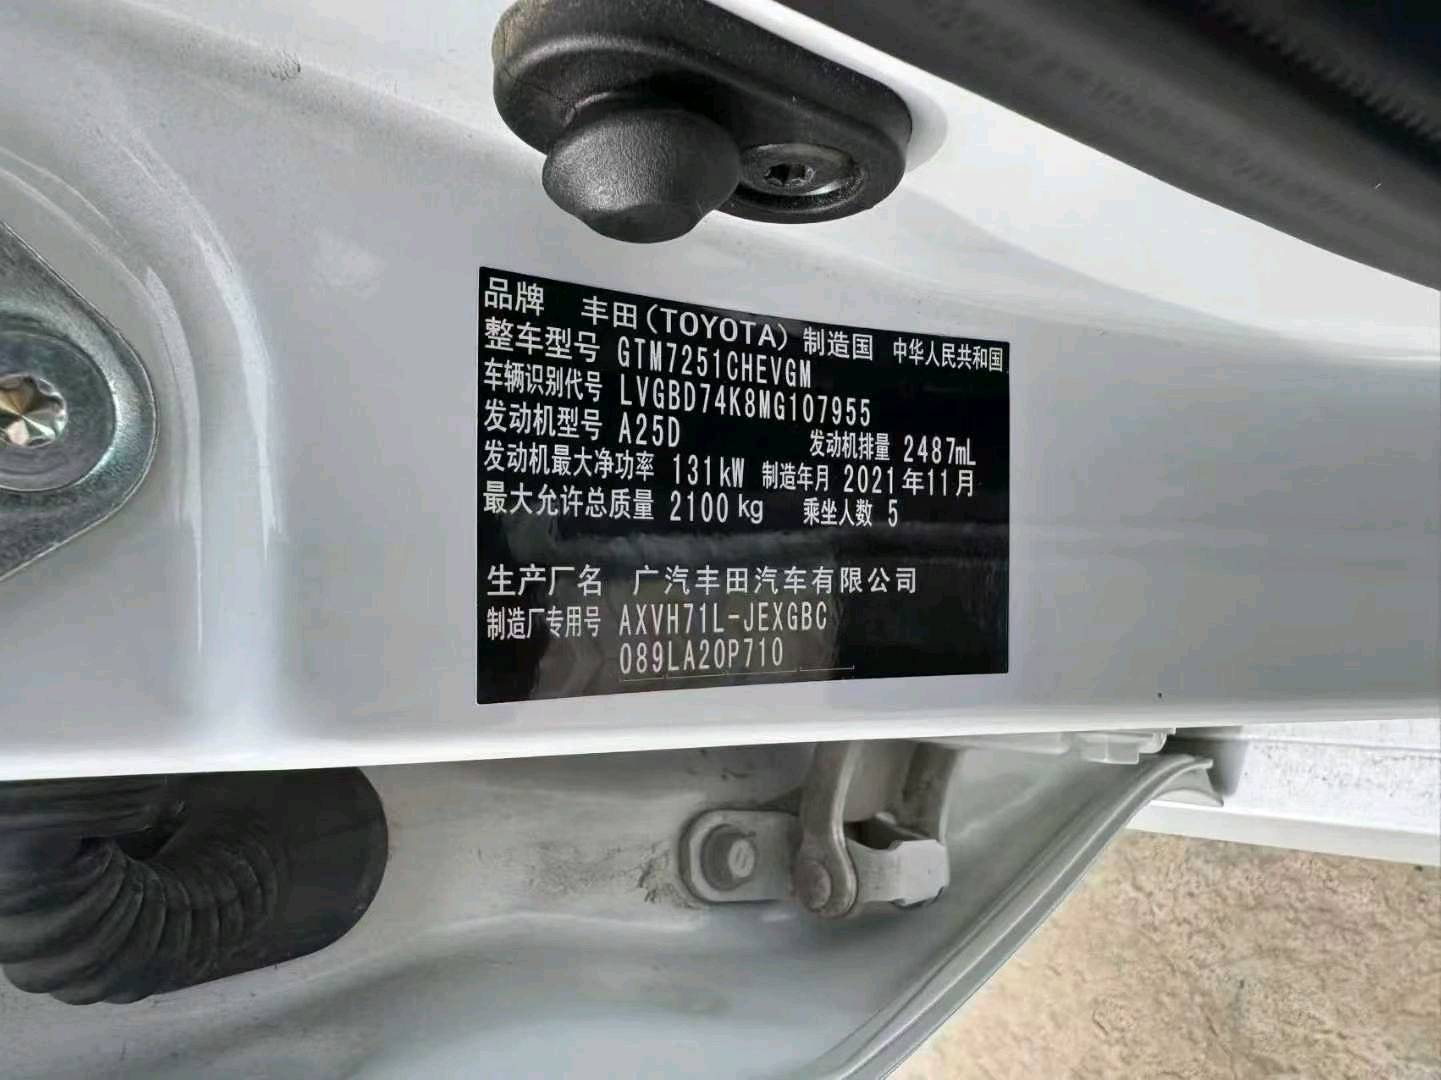 品牌 丰田(TOYOTA) 制造国 中华人民共和国
整车型号 GTM7251CHEVGM
车辆识别代号 LVGBD74K8MG107955
发动机型号 A25D 发动机排量 2487mL
发动机最大净功率 131kW 制造年月 2021年11月
最大允许总质量 2100kg 乘坐人数 5
生产厂名 广汽丰田汽车有限公司
制造厂专用号 AXVH71L-JEXGBC
089LA20P710